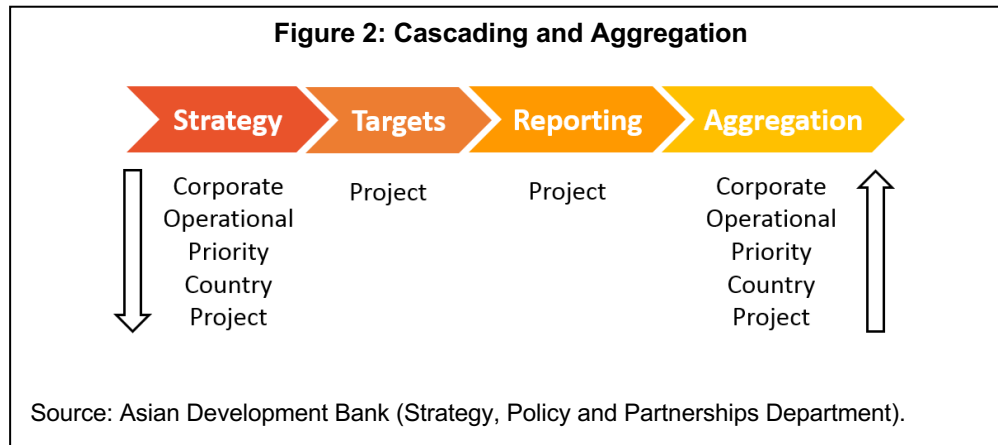 Figure 2: Cascading and Aggregation
Strategy
Targets
Reporting
Aggregation
Corporate
Operational
Priority
Country
Project
Project
Project
Corporate
Operational
Priority
Country
Project
Source: Asian Development Bank (Strategy, Policy and Partnerships Department).